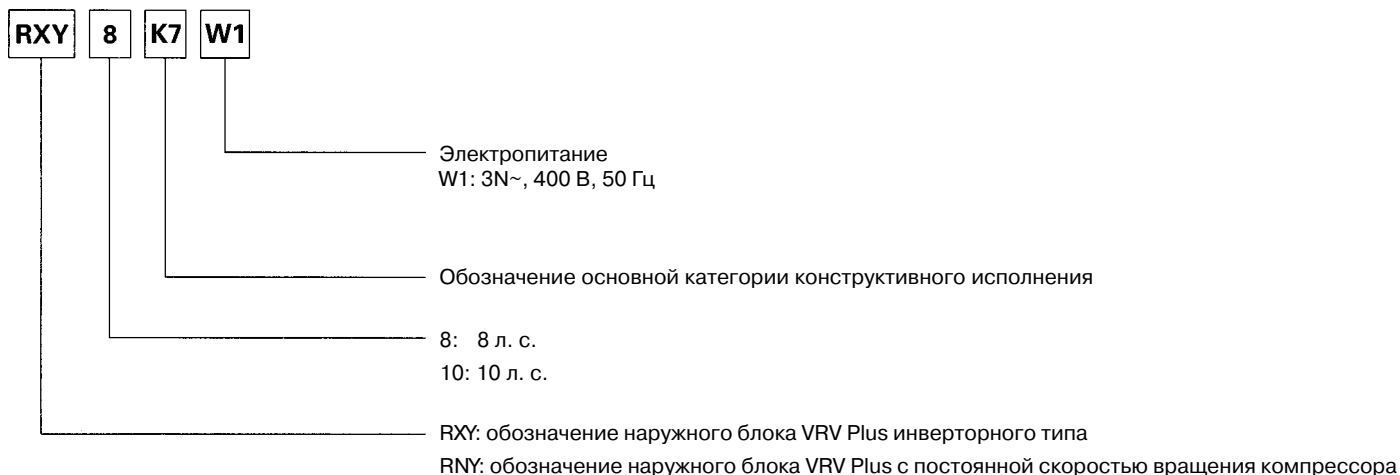 RXY 8 K7 W1
Электропитание
W1: 3N~, 400 В, 50 Гц
Обозначение основной категории конструктивного исполнения
8: 8 л. с.
10: 10 л. с.
RXY: обозначение наружного блока VRV Plus инверторного типа
RNY: обозначение наружного блока VRV Plus с постоянной скоростью вращения компрессора